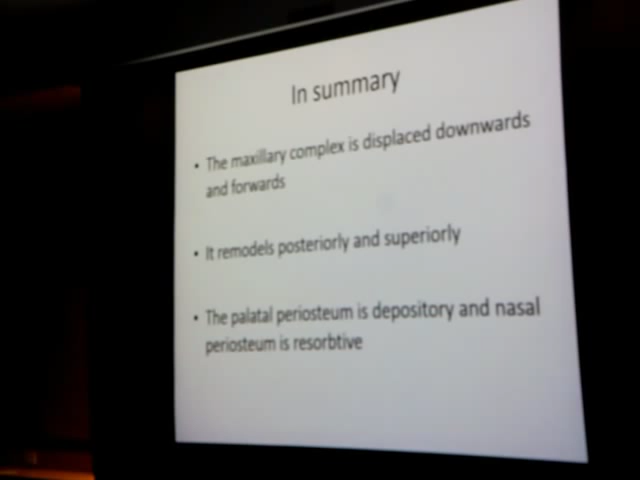 In summary
• The maxillary complex is displaced downwards
and forwards
• It remodels posteriorly and superiorly
• The palatal periosteum is depository and nasal
periosteum is resorbtive